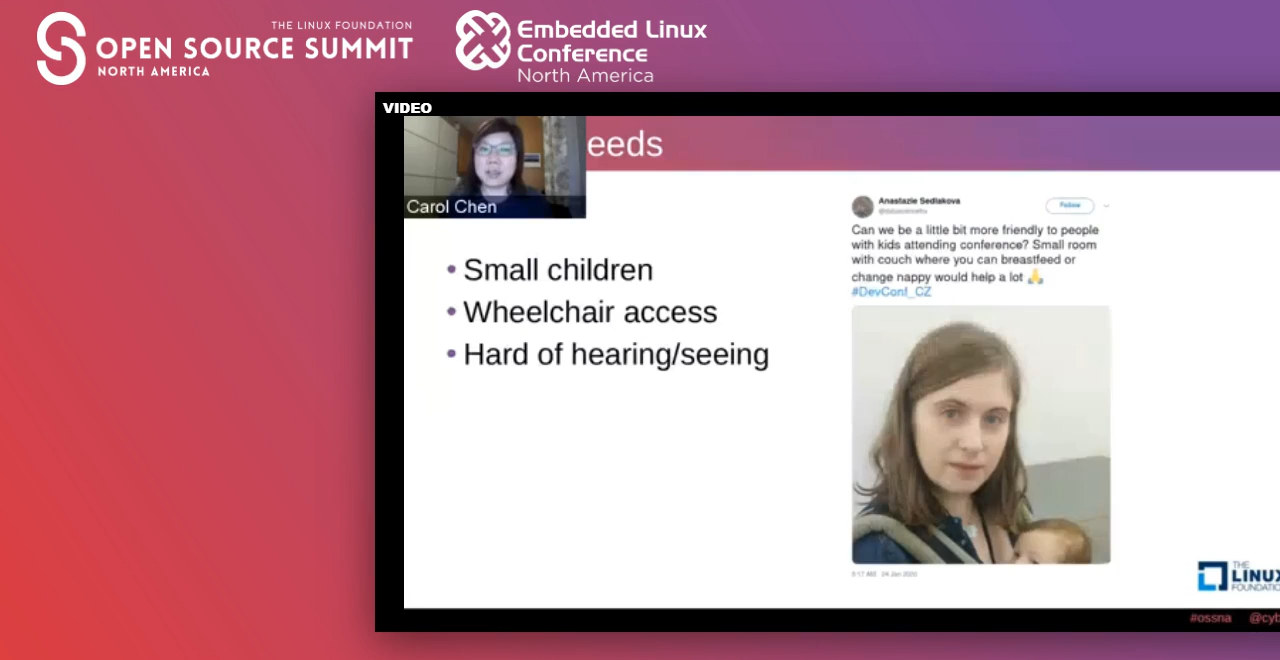 THE LINUX FOUNDATION
OPEN SOURCE SUMMIT
NORTH AMERICA
Embedded Linux
Conference
North America
VIDEO
eeds
Carol Chen
• Small children
• Wheelchair access
• Hard of hearing/seeing
Anastazie Sedlakova
Follow
Can we be a little bit more friendly to people
with kids attending conference? Small room
with couch where you can breastfeed or
change nappy would help a lot 🙏
#DevConf_CZ
24 Jan 2020
THE
LINUX
FOUNDATIO
#ossna @cyb